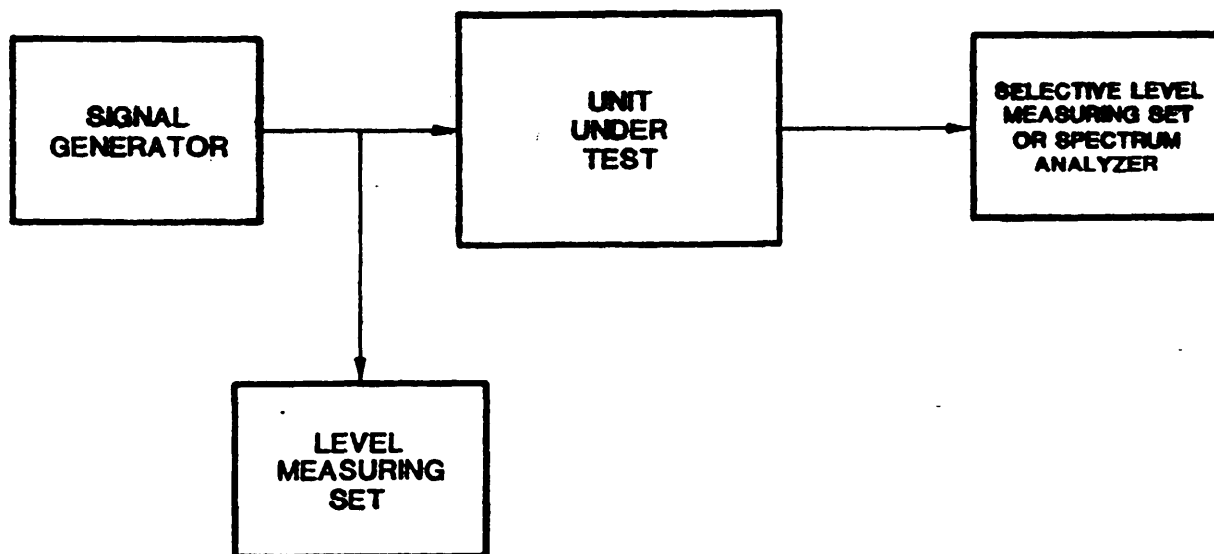 SIGNAL
GENERATOR
UNIT
UNDER
TEST
SELECTIVE LEVEL
MEASURING SET
OR SPECTRUM
ANALYZER
LEVEL
MEASURING
SET